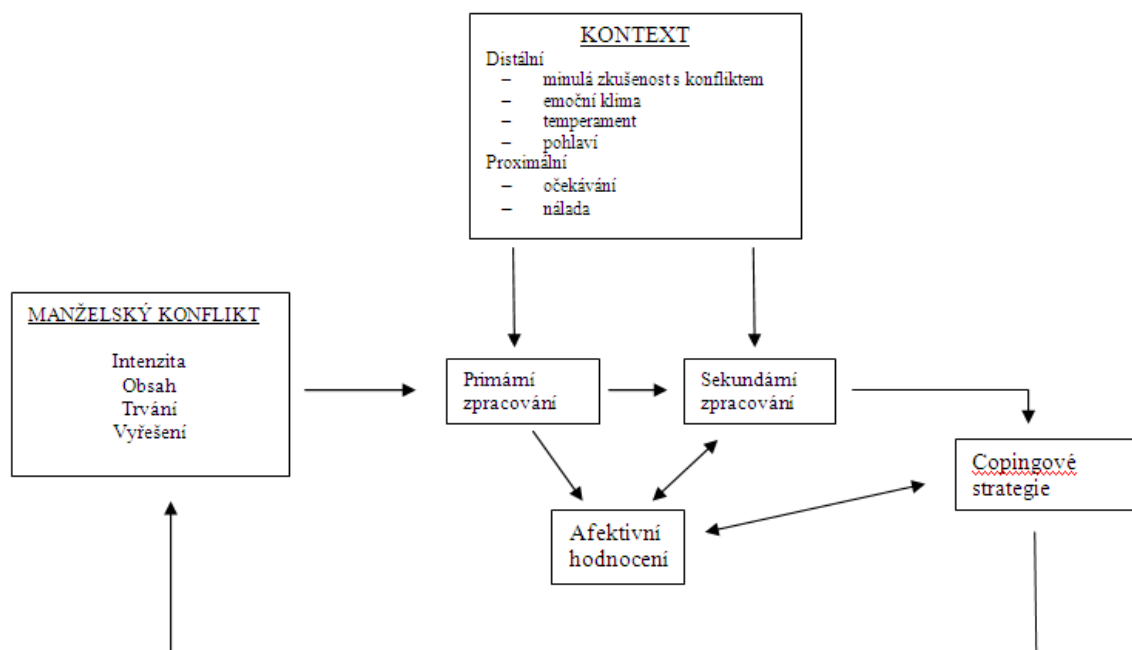 KONTEXT
Distální
– minulá zkušenost s konfliktem
– emoční klima
– temperament
– pohlaví
Proximální
– očekávání
– nálada
MANŽELSKÝ KONFLIKT
Intenzita
Obsah
Trvání
Vyřešení
Primární
zpracování
Sekundární
zpracování
Copingové
strategie
Afektivní
hodnocení